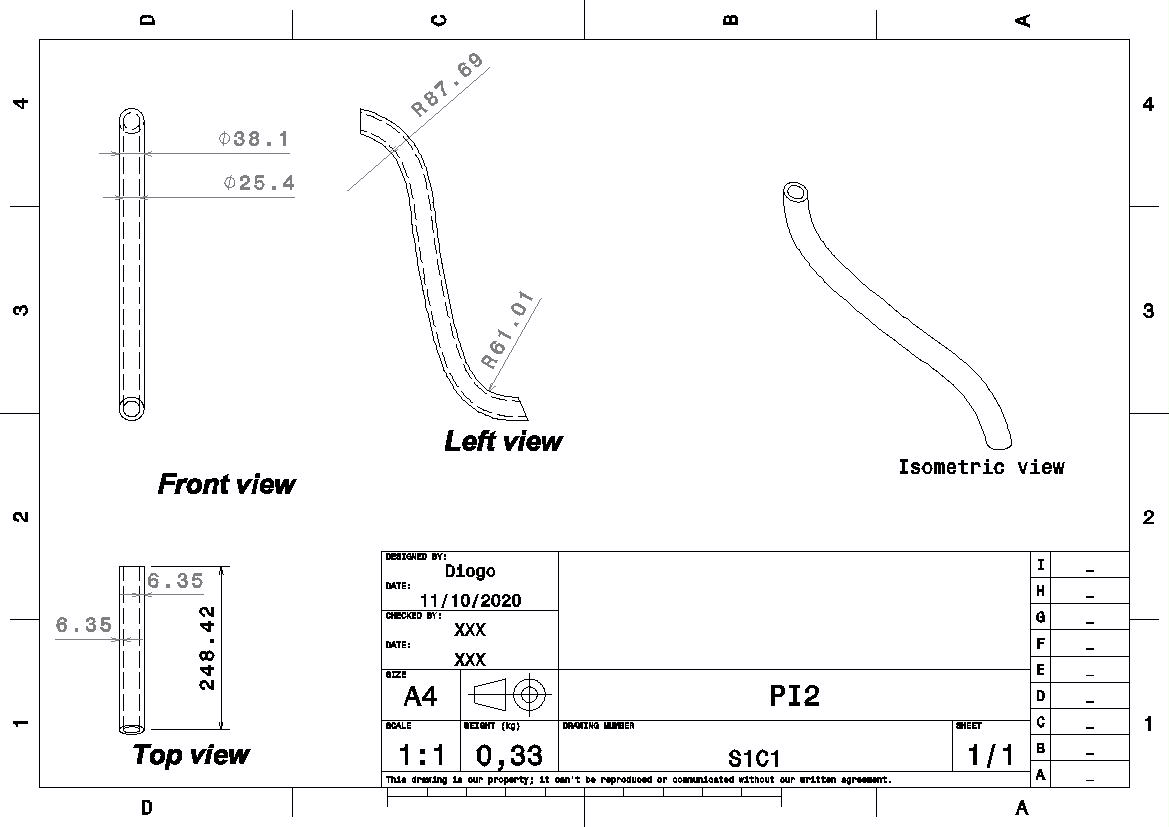 D C B A
4 4
R87.69
Ø38.1
Ø25.4
3 3
R61.01
Left view
Isometric view
Front view
2 2
DESIGNED BY:
Diogo
DATE:
11/10/2020
CHECKED BY:
XXX
DATE:
XXX
I _
H _
G _
F _
E _
D _
C _
B _
A _
6.35
6.35
248.42
SIZE
A4
PI2
1 1
SCALE
1:1
WEIGHT (kg)
0,33
DRAWING NUMBER
S1C1
SHEET
1/1
Top view
This drawing is our property; it can't be reproduced or communicated without our written agreement.
D A